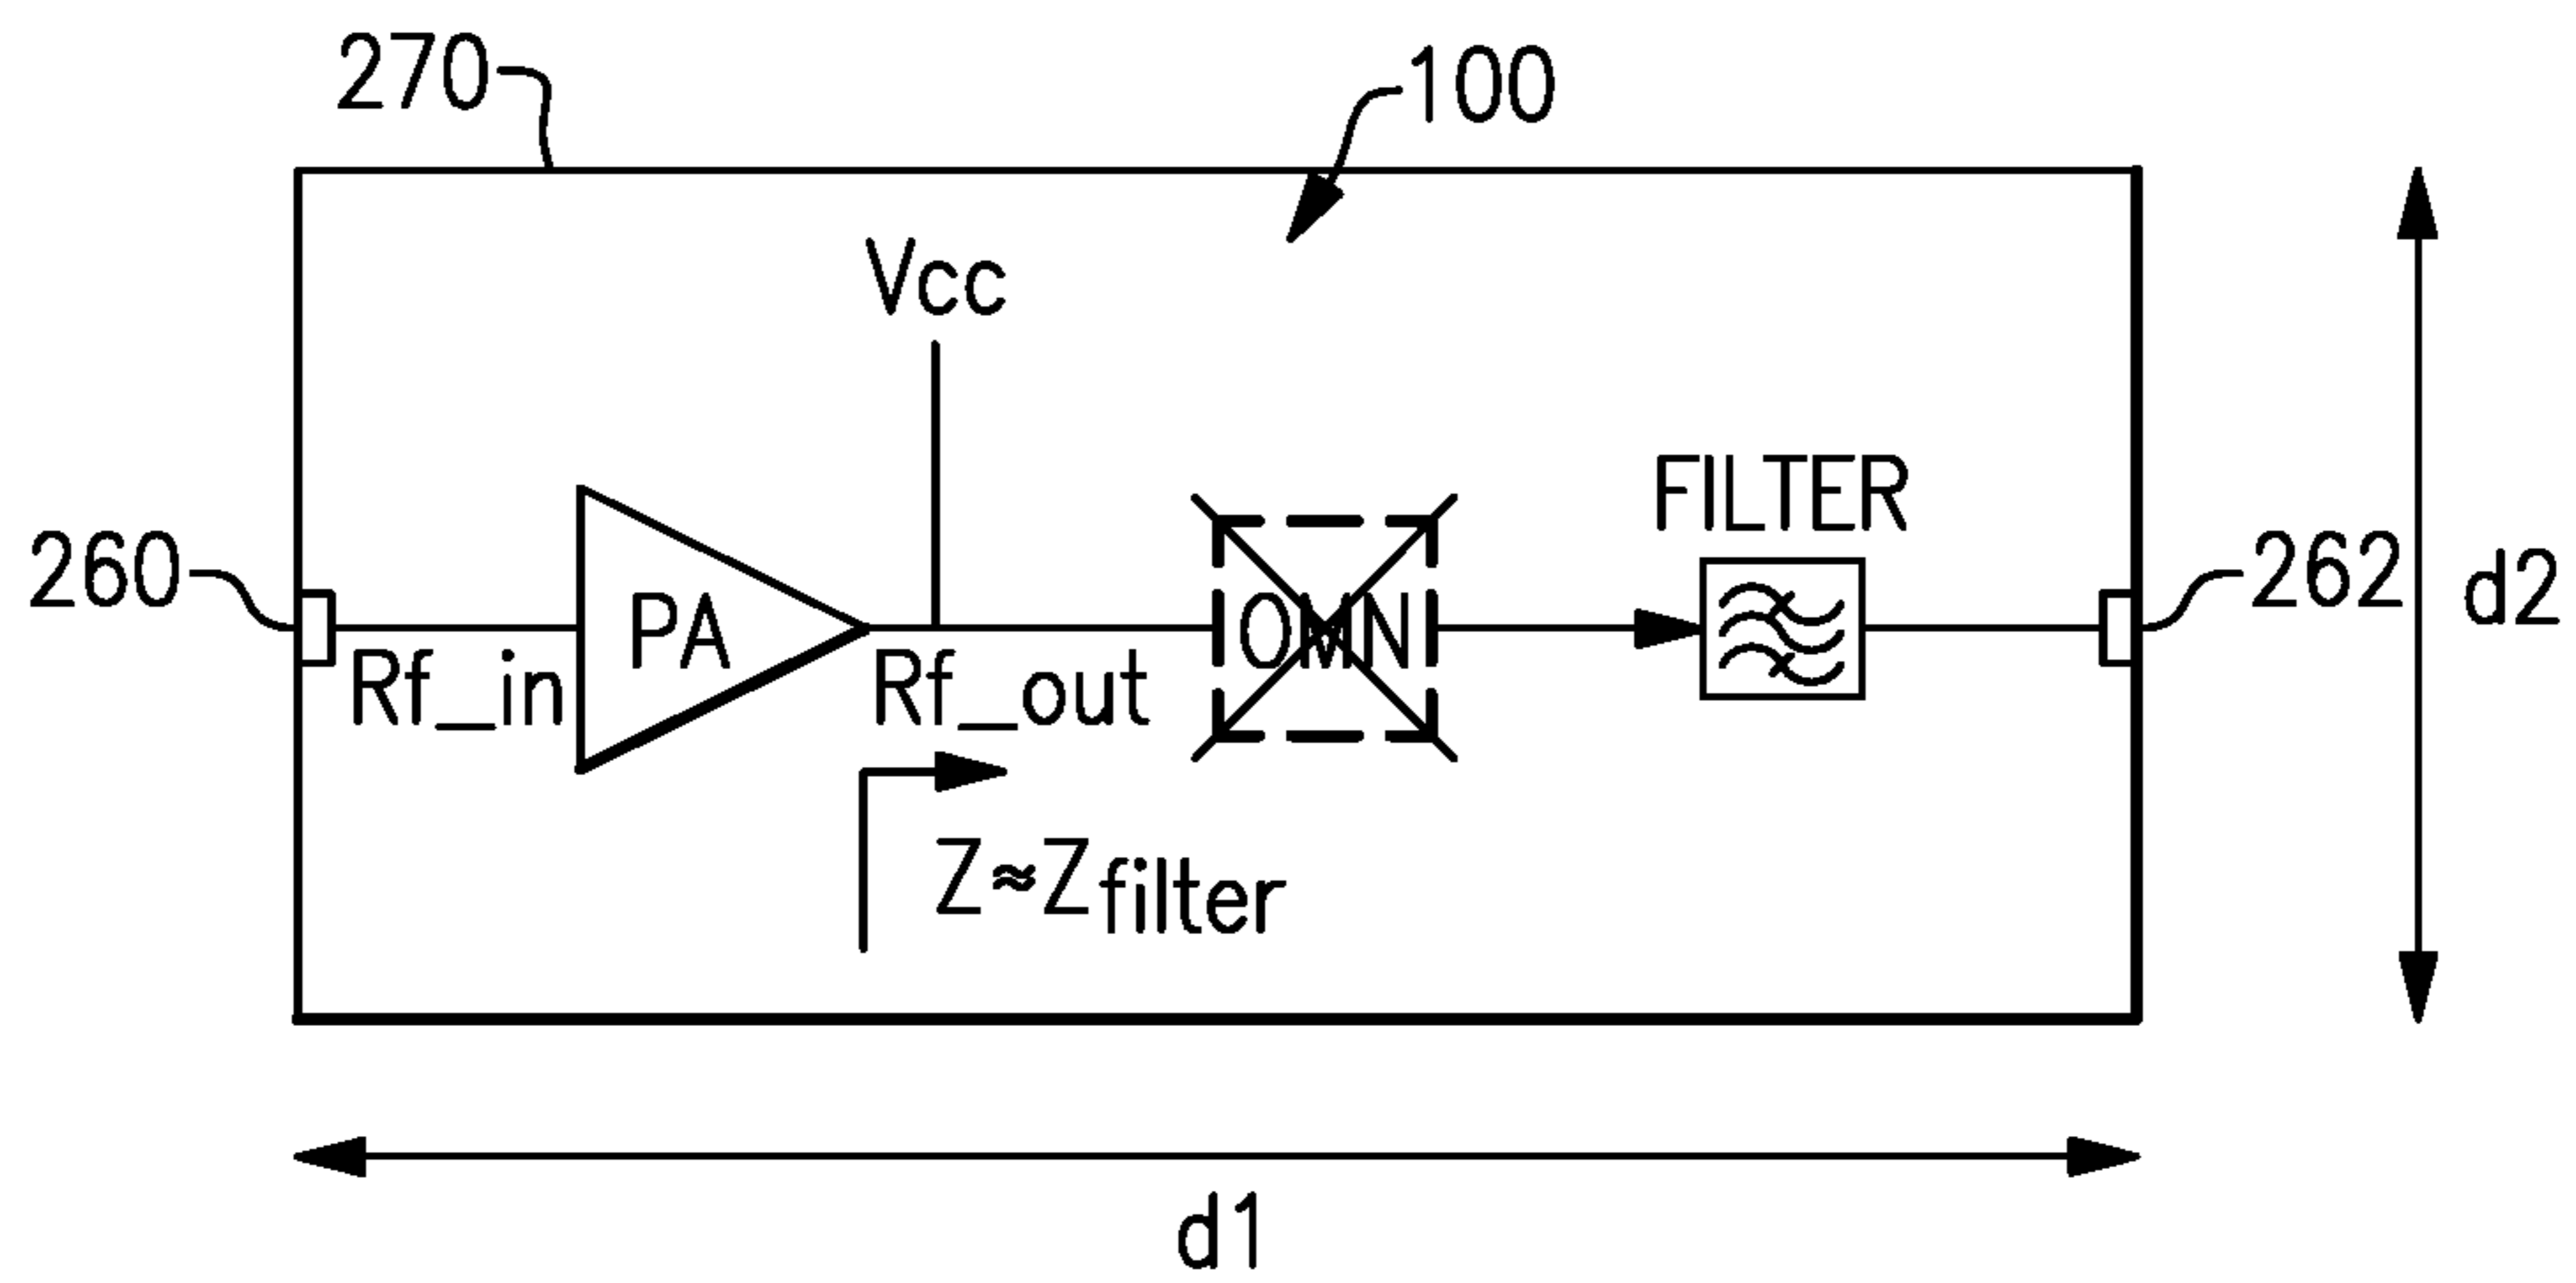 270
100
Vcc
FILTER
260
PA
OMN
262
d2
Rf_in
Rf_out
Z≈Zfilter
d1